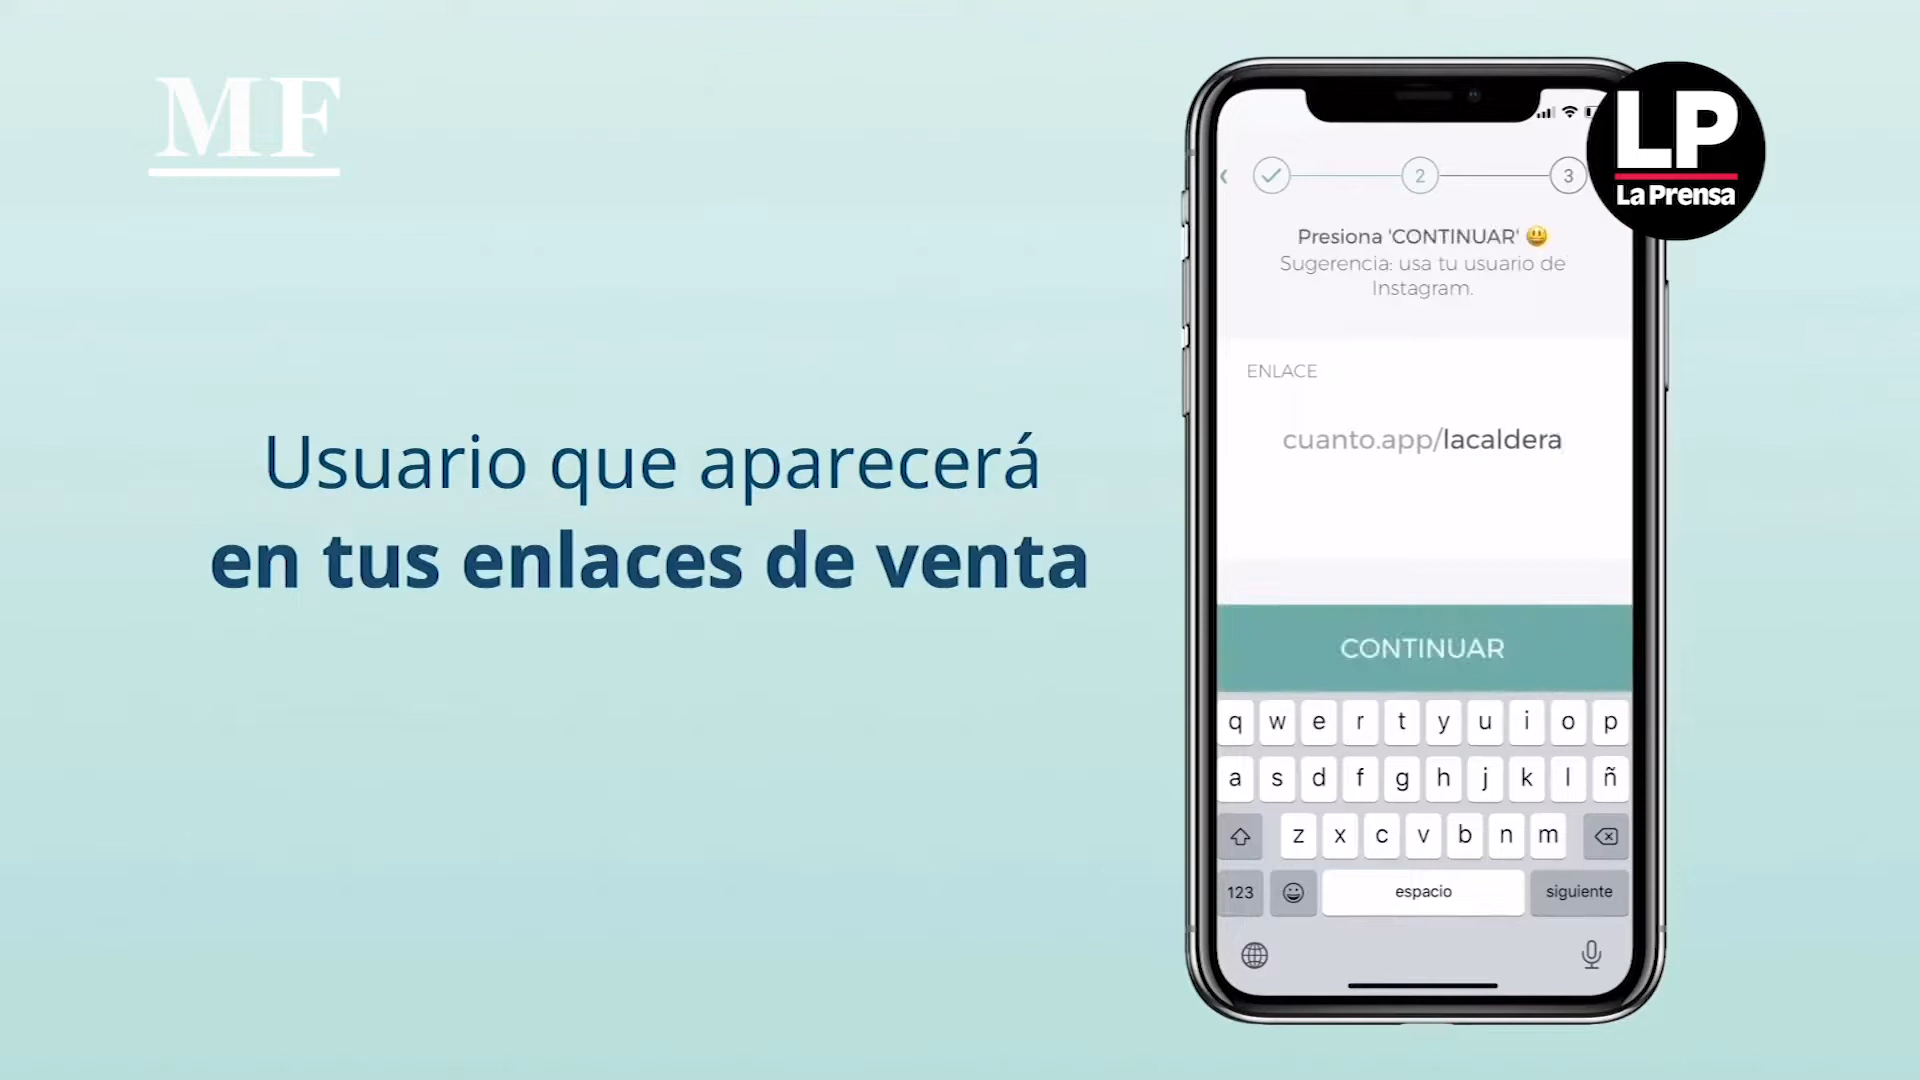 MF
LP
La Prensa
Usuario que aparecerá
en tus enlaces de venta
2
3
Presiona 'CONTINUAR' 😃
Sugerencia: usa tu usuario de
Instagram.
ENLACE
cuanto.app/lacaldera
CONTINUAR
q w e r t y u i o p
a s d f g h j k l ñ
z x c v b n m
123 espacio siguiente